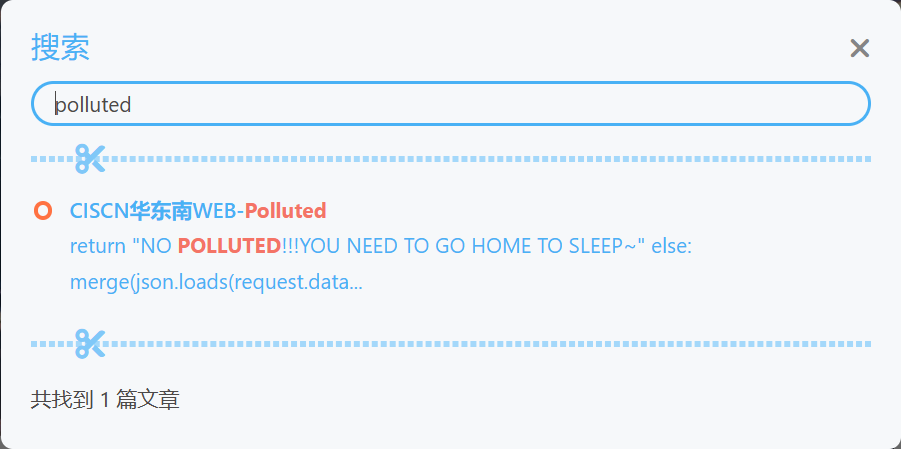 搜索
polluted
CISCN华东南WEB-Polluted
return "NO POLLUTED!!!YOU NEED TO GO HOME TO SLEEP~" else:
merge(json.loads(request.data...
共找到 1 篇文章